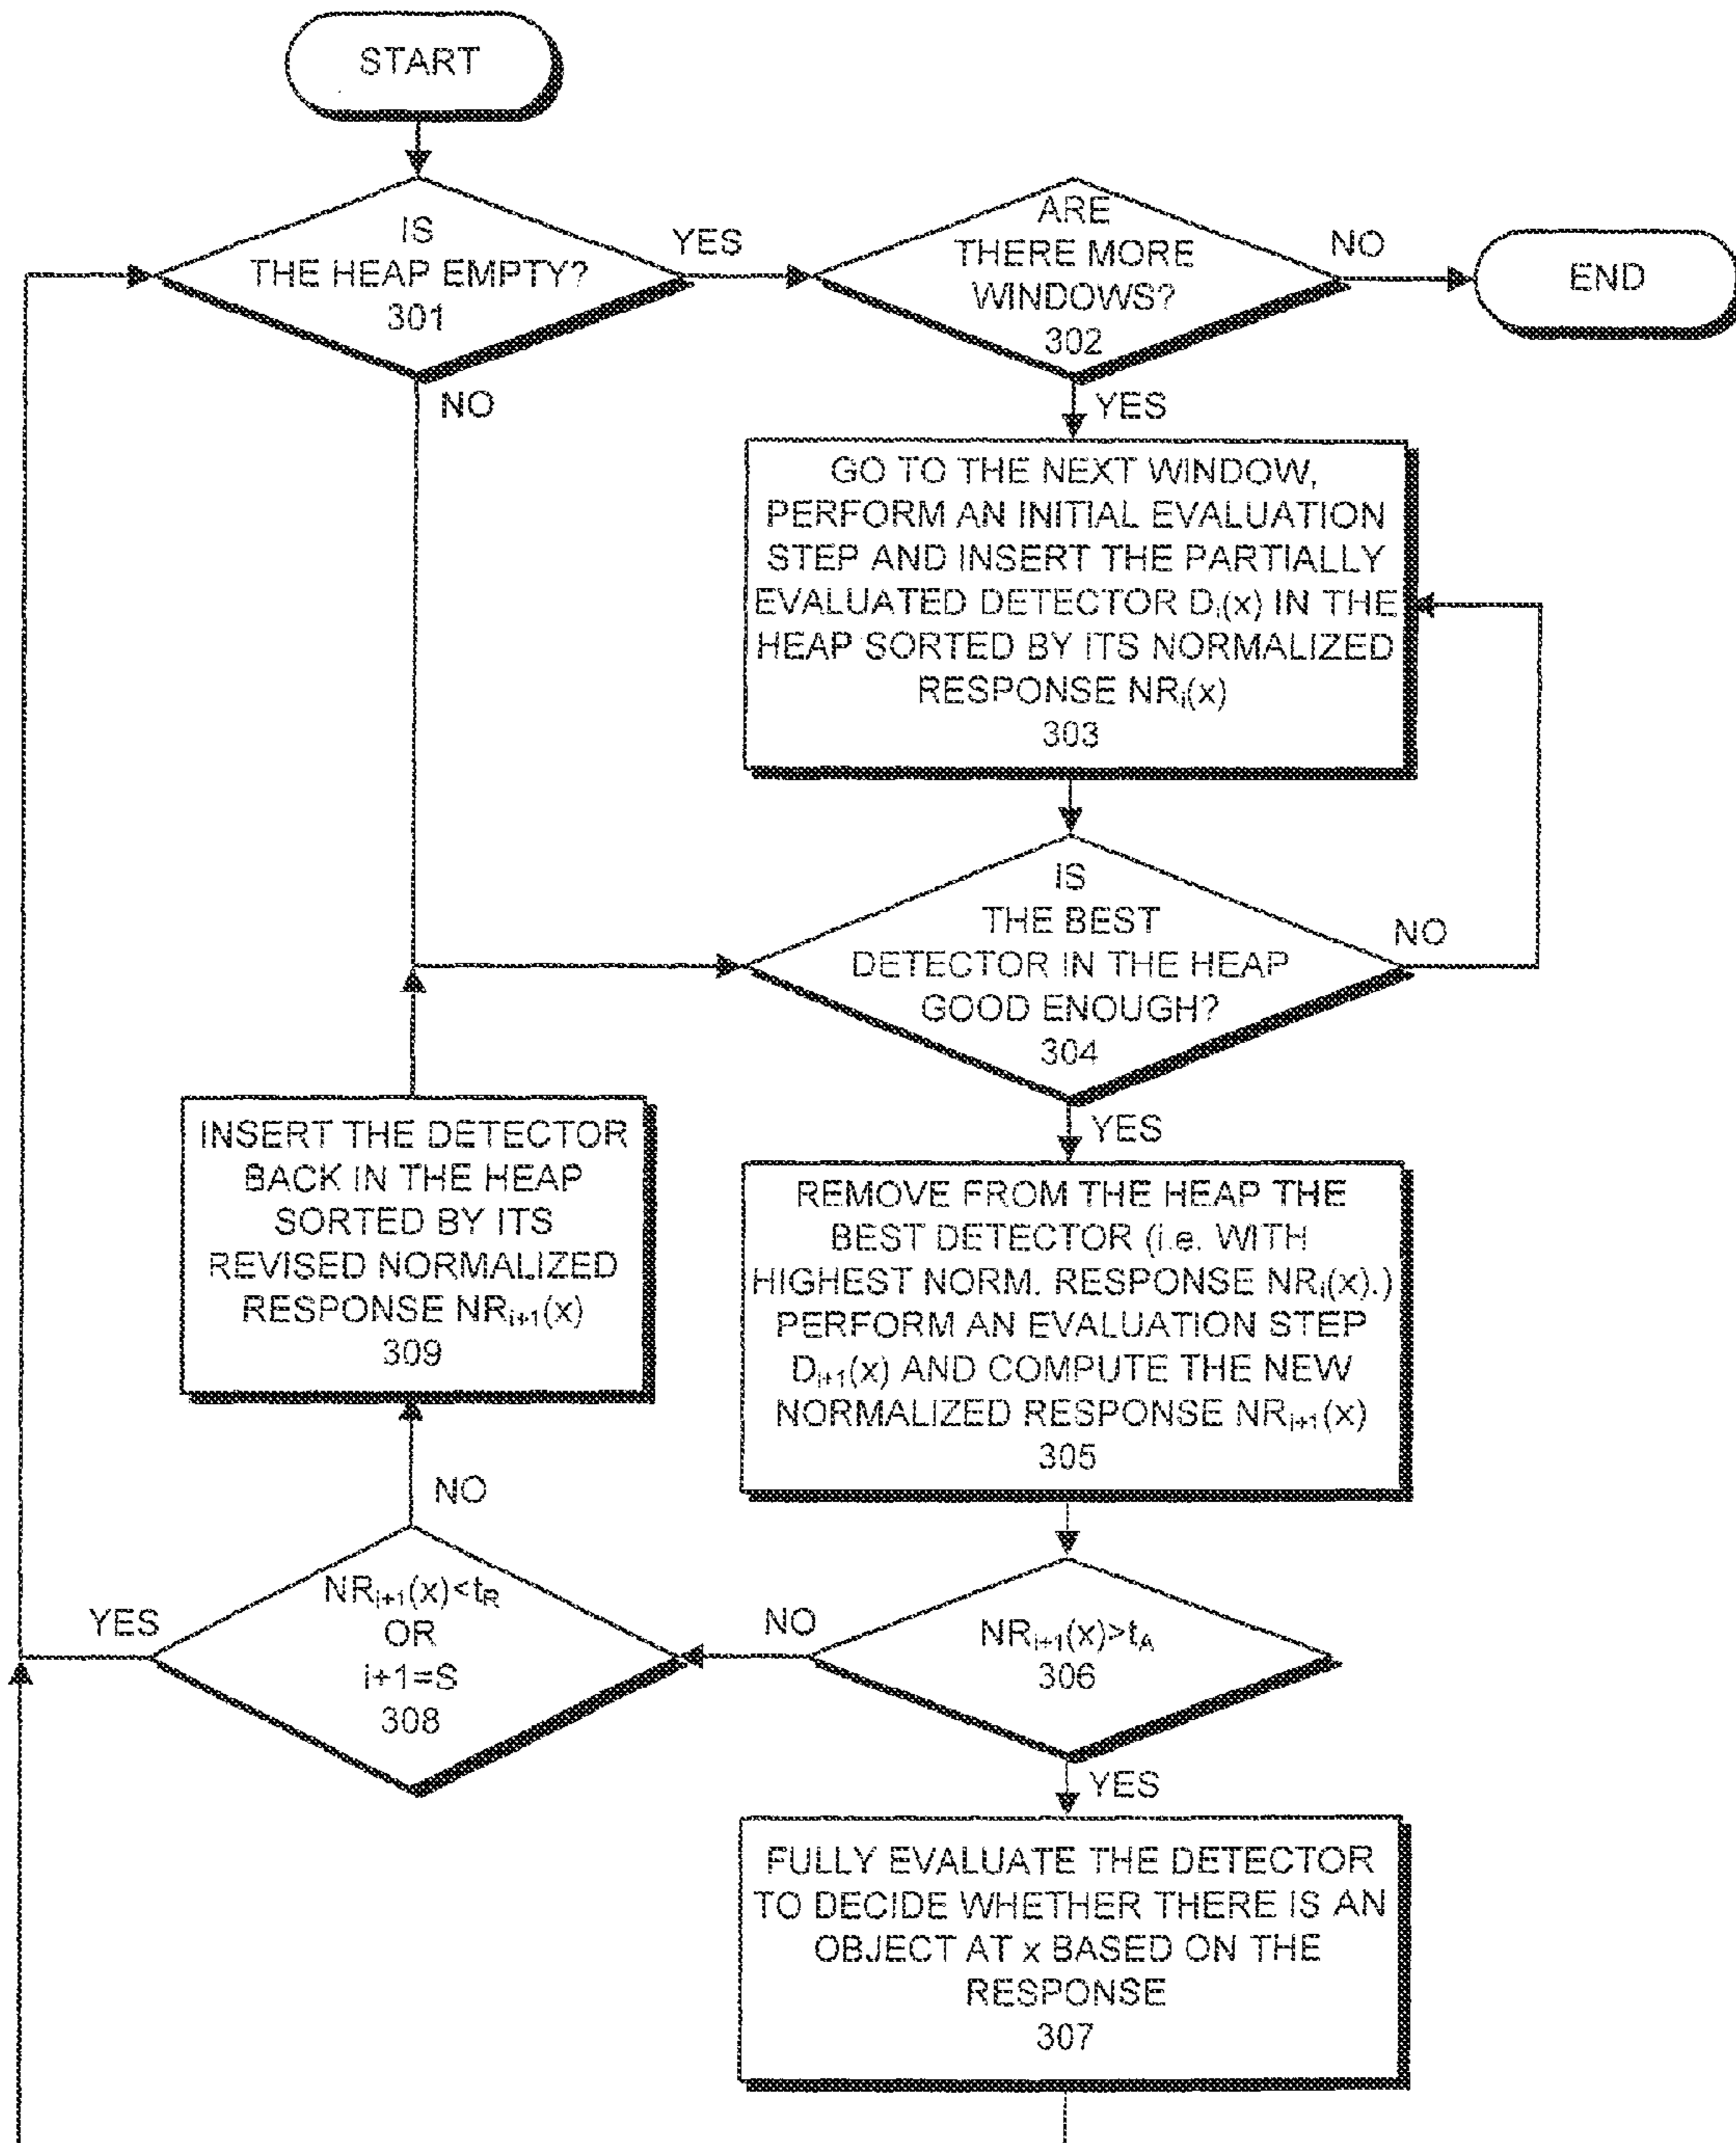 START
IS
THE HEAP EMPTY?
301
YES
NO
ARE
THERE MORE
WINDOWS?
302
NO
END
YES
GO TO THE NEXT WINDOW,
PERFORM AN INITIAL EVALUATION
STEP AND INSERT THE PARTIALLY
EVALUATED DETECTOR Di(x) IN THE
HEAP SORTED BY ITS NORMALIZED
RESPONSE NRi(x)
303
IS
THE BEST
DETECTOR IN THE HEAP
GOOD ENOUGH?
304
NO
YES
REMOVE FROM THE HEAP THE
BEST DETECTOR (i.e. WITH
HIGHEST NORM. RESPONSE NRi(x).)
PERFORM AN EVALUATION STEP
Di+1(x) AND COMPUTE THE NEW
NORMALIZED RESPONSE NRi+1(x)
305
NRi+1(x)>tA
306
NO
YES
FULLY EVALUATE THE DETECTOR
TO DECIDE WHETHER THERE IS AN
OBJECT AT x BASED ON THE
RESPONSE
307
NRi+1(x)<tR
OR
i+1=S
308
YES
NO
INSERT THE DETECTOR
BACK IN THE HEAP
SORTED BY ITS
REVISED NORMALIZED
RESPONSE NRi+1(x)
309